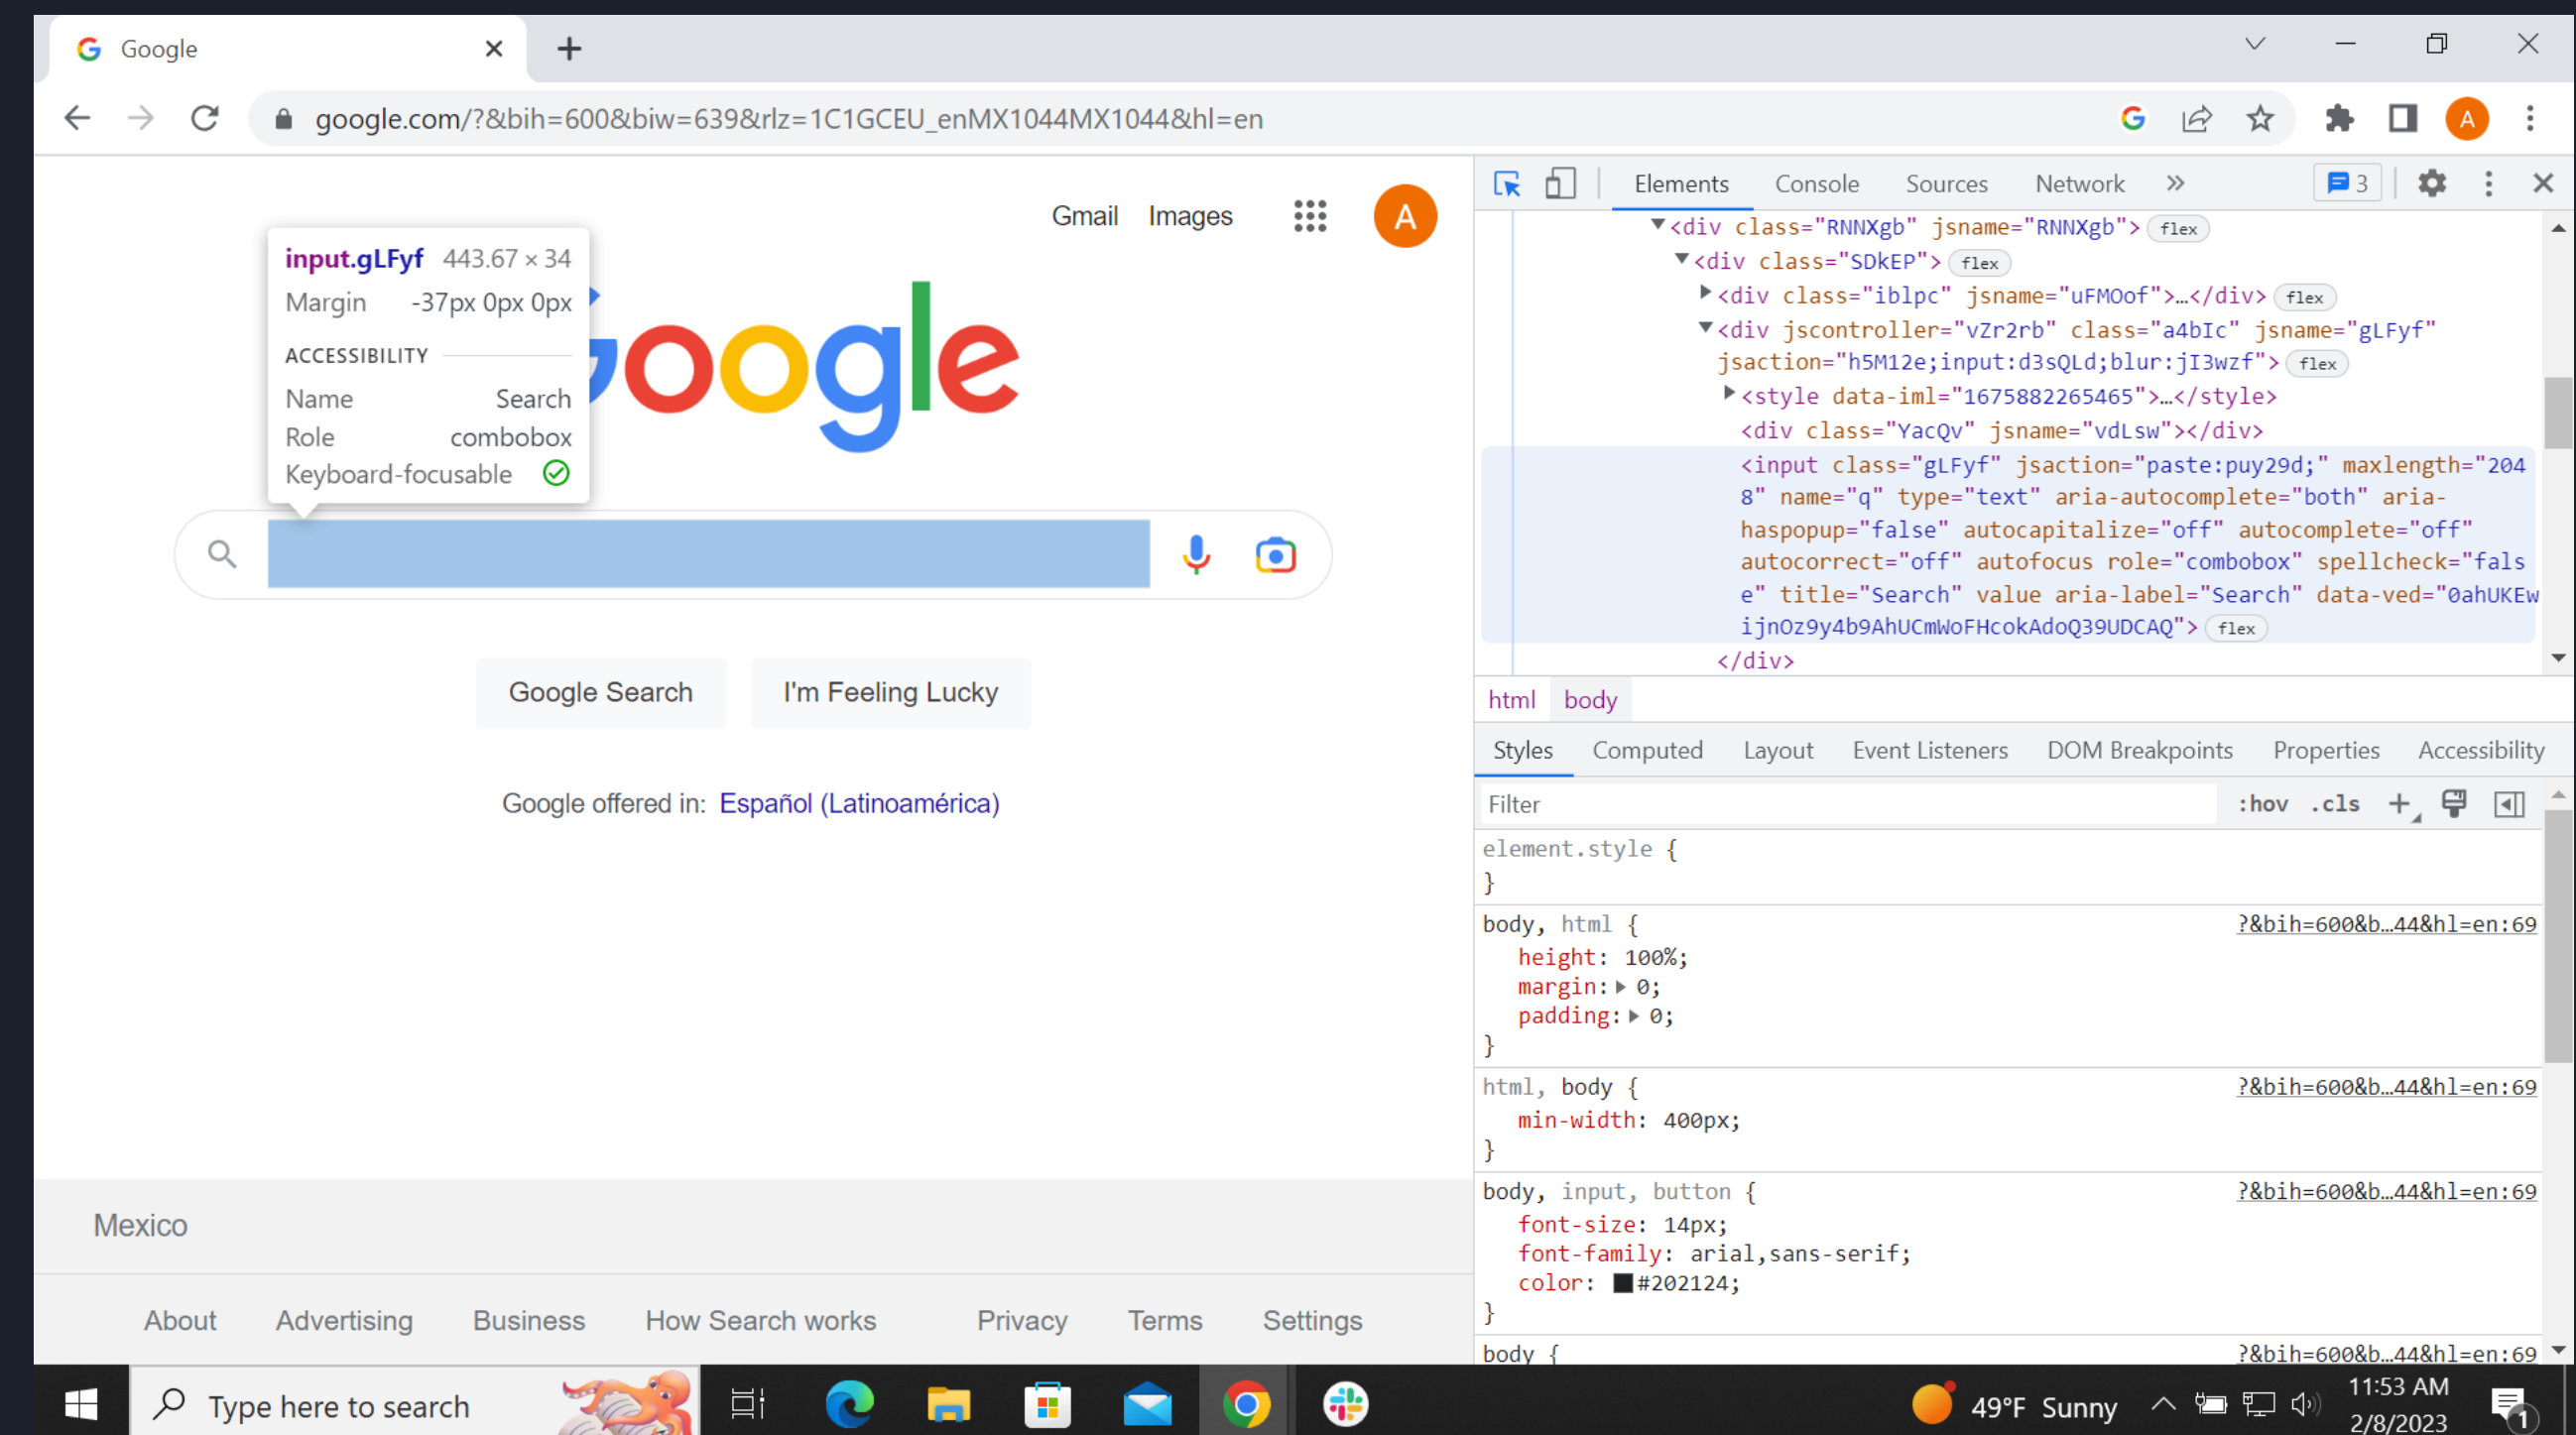 Google
google.com/?&bih=600&biw=639&rlz=1C1GCEU_enMX1044MX1044&hl=en
A
Gmail Images
A
input.gLFyf 443.67 × 34
Margin -37px 0px 0px
ACCESSIBILITY
Name Search
Role combobox
Keyboard-focusable
Google
Google Search I'm Feeling Lucky
Google offered in: Español (Latinoamérica)
Mexico
About Advertising Business How Search works Privacy Terms Settings
Elements Console Sources Network » 3
<div class="RNNXgb" jsname="RNNXgb"> flex
<div class="SDkEP"> flex
<div class="iblpc" jsname="uFMOof">…</div> flex
<div jscontroller="vZr2rb" class="a4bIc" jsname="gLFyf"
jsaction="h5M12e;input:d3sQLd;blur:jI3wzf"> flex
<style data-iml="1675882265465">…</style>
<div class="YacQv" jsname="vdLsw"></div>
<input class="gLFyf" jsaction="paste:puy29d;" maxlength="204
8" name="q" type="text" aria-autocomplete="both" aria-
haspopup="false" autocapitalize="off" autocomplete="off"
autocorrect="off" autofocus role="combobox" spellcheck="fals
e" title="Search" value aria-label="Search" data-ved="0ahUKEw
ijnOz9y4b9AhUCmWoFHcokAdoQ39UDCAQ"> flex
</div>
html body
Styles Computed Layout Event Listeners DOM Breakpoints Properties Accessibility
Filter :hov .cls +
element.style {
}
body, html { ?&bih=600&b…44&hl=en:69
height: 100%;
margin: 0;
padding: 0;
}
html, body { ?&bih=600&b…44&hl=en:69
min-width: 400px;
}
body, input, button { ?&bih=600&b…44&hl=en:69
font-size: 14px;
font-family: arial,sans-serif;
color: #202124;
}
body { ?&bih=600&b…44&hl=en:69
Type here to search
49°F Sunny
11:53 AM
2/8/2023
1